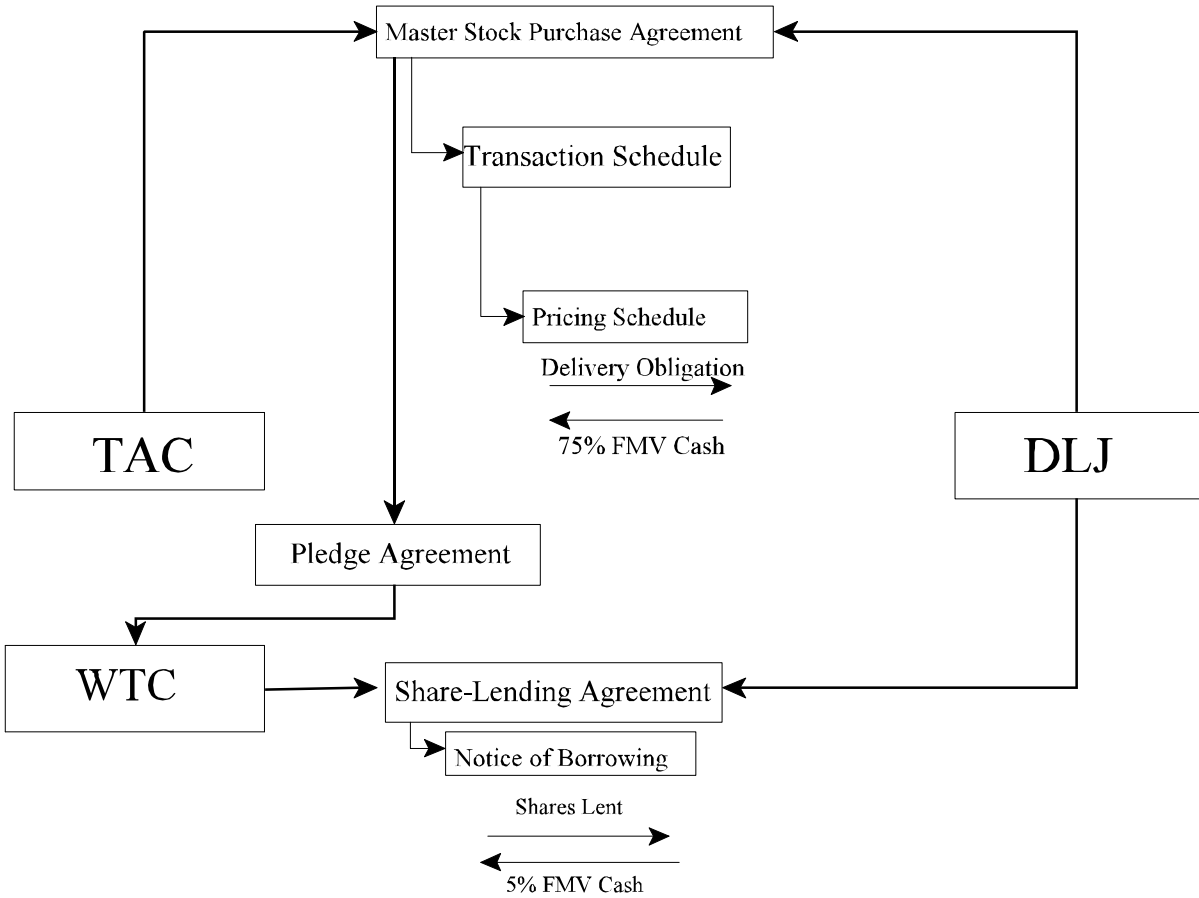 Master Stock Purchase Agreement
Transaction Schedule
Pricing Schedule
Delivery Obligation
75% FMV Cash
TAC
DLJ
Pledge Agreement
WTC
Share-Lending Agreement
Notice of Borrowing
Shares Lent
5% FMV Cash